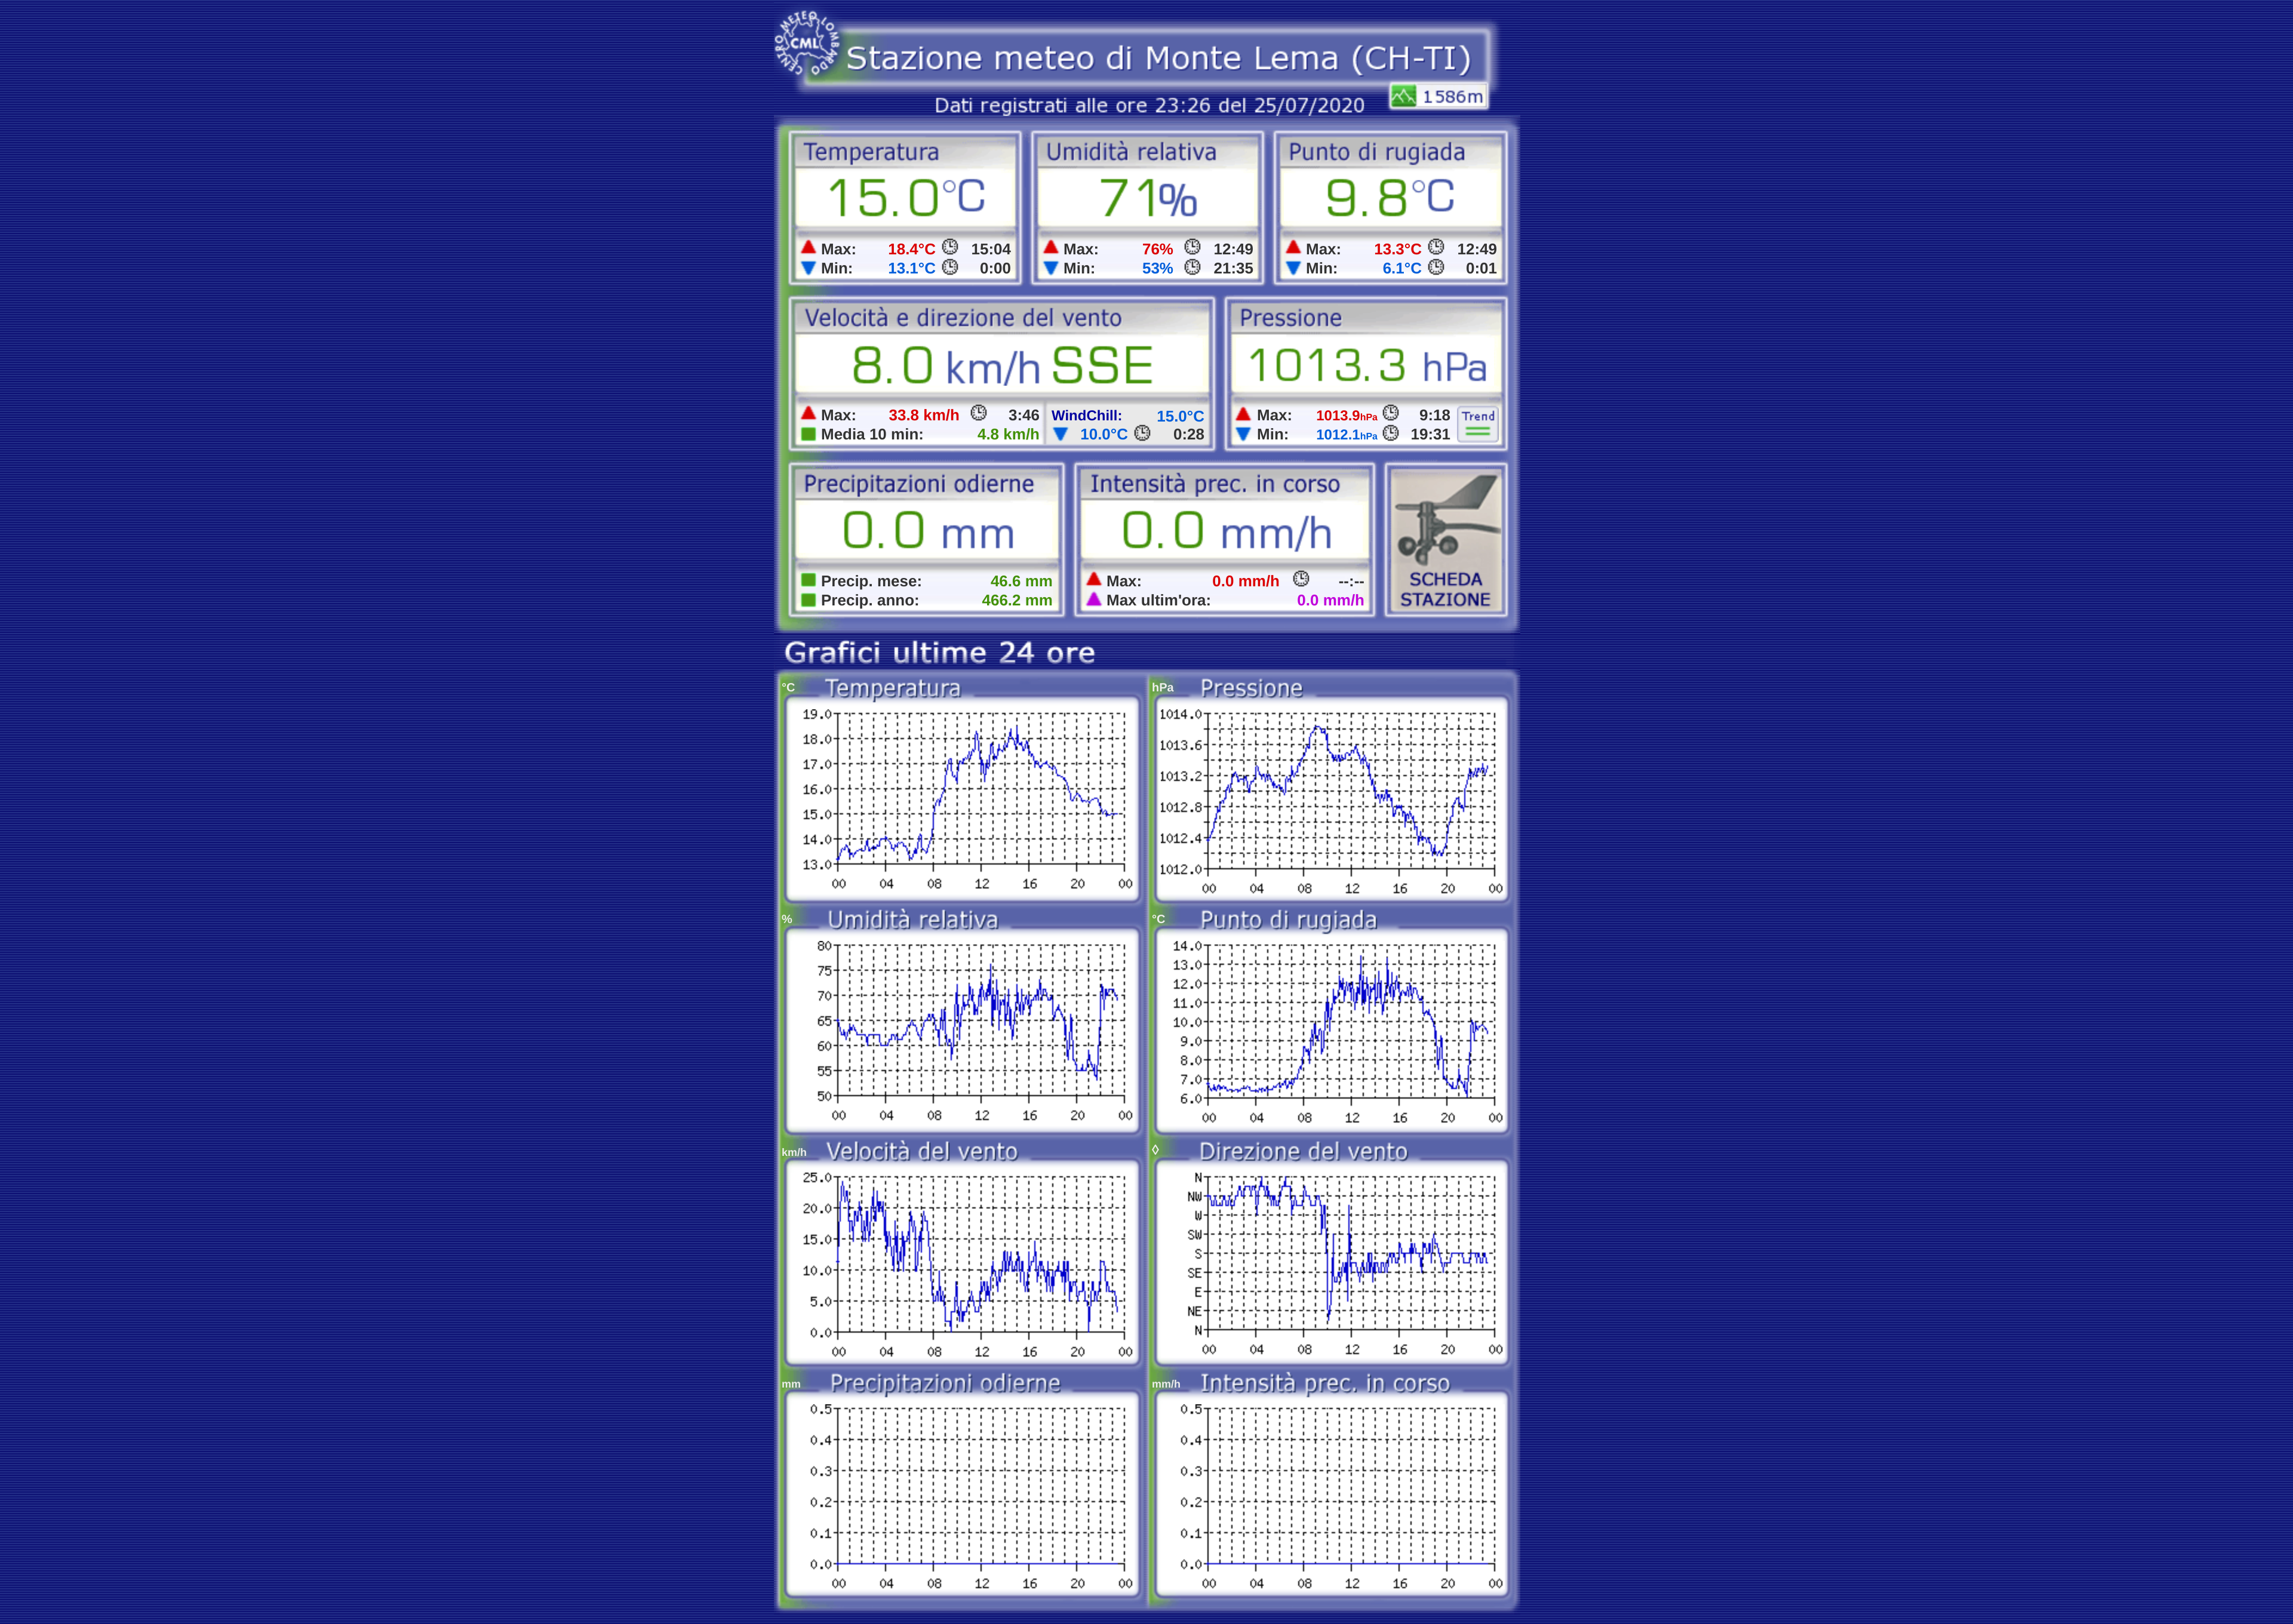 CENTRO METEO LOMBARDO
CML
Stazione meteo di Monte Lema (CH-TI)
1586m
Dati registrati alle ore 23:26 del 25/07/2020
Temperatura
15.0°C
Max: 18.4°C 15:04
Min: 13.1°C 0:00
Umidità relativa
71%
Max: 76% 12:49
Min: 53% 21:35
Punto di rugiada
9.8°C
Max: 13.3°C 12:49
Min: 6.1°C 0:01
Velocità e direzione del vento
8.0 km/h SSE
Max: 33.8 km/h 3:46
Media 10 min: 4.8 km/h
WindChill: 15.0°C
10.0°C 0:28
Pressione
1013.3 hPa
Max: 1013.9hPa 9:18
Min: 1012.1hPa 19:31
Trend
Precipitazioni odierne
0.0 mm
Precip. mese: 46.6 mm
Precip. anno: 466.2 mm
Intensità prec. in corso
0.0 mm/h
Max: 0.0 mm/h --:--
Max ultim'ora: 0.0 mm/h
SCHEDA
STAZIONE
Grafici ultime 24 ore
°C Temperatura
19.0
18.0
17.0
16.0
15.0
14.0
13.0
00 04 08 12 16 20 00
hPa Pressione
1014.0
1013.6
1013.2
1012.8
1012.4
1012.0
00 04 08 12 16 20 00
% Umidità relativa
80
75
70
65
60
55
50
00 04 08 12 16 20 00
°C Punto di rugiada
14.0
13.0
12.0
11.0
10.0
9.0
8.0
7.0
6.0
00 04 08 12 16 20 00
km/h Velocità del vento
25.0
20.0
15.0
10.0
5.0
0.0
00 04 08 12 16 20 00
◊ Direzione del vento
N
NW
W
SW
S
SE
E
NE
N
00 04 08 12 16 20 00
mm Precipitazioni odierne
0.5
0.4
0.3
0.2
0.1
0.0
00 04 08 12 16 20 00
mm/h Intensità prec. in corso
0.5
0.4
0.3
0.2
0.1
0.0
00 04 08 12 16 20 00